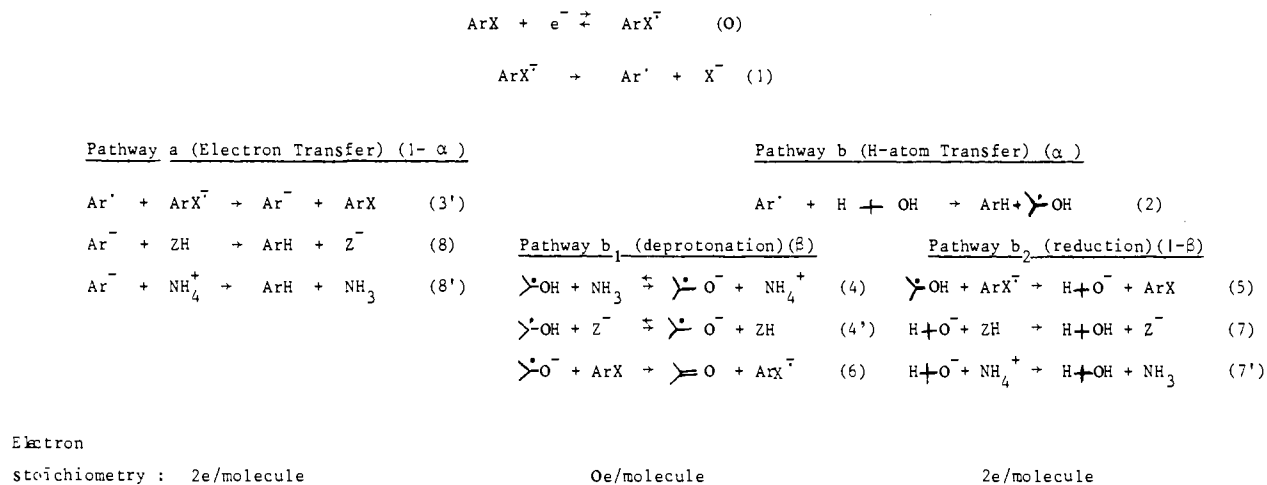 ArX + e⁻ ⇄ ArX⁻̇ (0)
ArX⁻̇ → Ar· + X⁻ (1)
Pathway a (Electron Transfer) (1- α )
Ar· + ArX⁻̇ → Ar⁻ + ArX (3')
Ar⁻ + ZH → ArH + Z⁻ (8)
Ar⁻ + NH₄⁺ → ArH + NH₃ (8')
Pathway b (H-atom Transfer) (α )
Ar· + H OH → ArH + OH (2)
Pathway b₁ (deprotonation)(β)
OH + NH₃ ⇆ O⁻ + NH₄⁺ (4)
OH + Z⁻ ⇆ O⁻ + ZH (4')
O⁻ + ArX → O + ArX⁻̇ (6)
Pathway b₂ (reduction)(1-β)
OH + ArX⁻̇ → H O⁻ + ArX (5)
H O⁻ + ZH → H OH + Z⁻ (7)
H O⁻ + NH₄⁺ → H OH + NH₃ (7')
Electron
stoichiometry : 2e/molecule 0e/molecule 2e/molecule